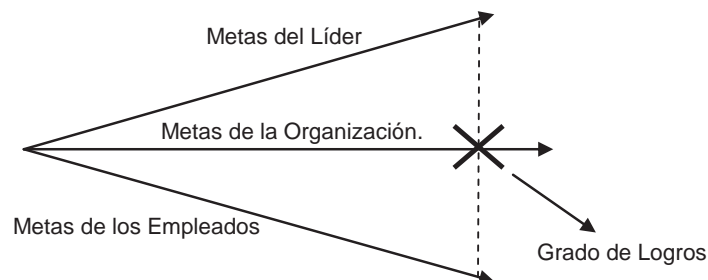 Metas del Líder
Metas de la Organización.
Metas de los Empleados
Grado de Logros